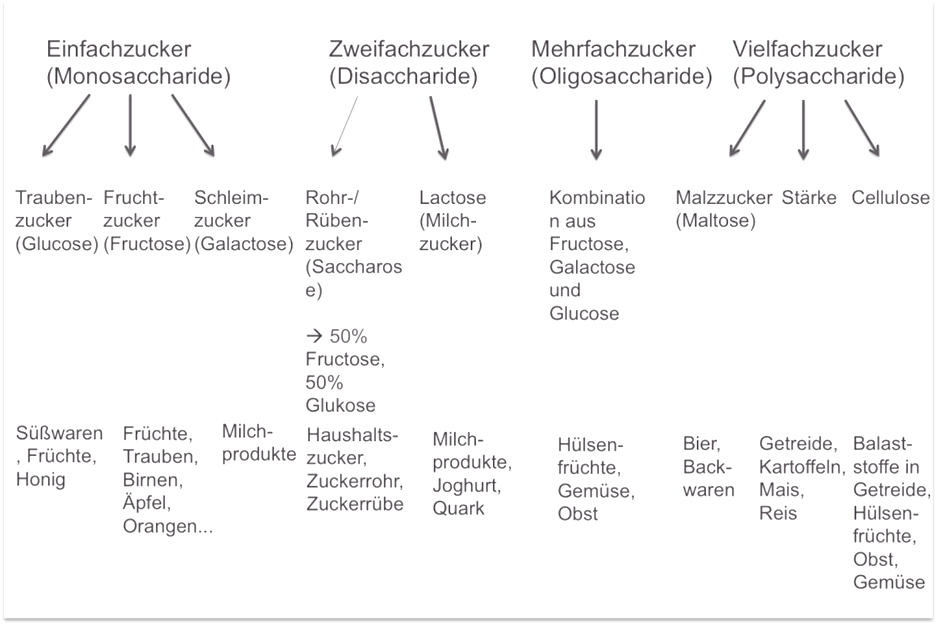 Einfachzucker
(Monosaccharide)
Zweifachzucker
(Disaccharide)
Mehrfachzucker
(Oligosaccharide)
Vielfachzucker
(Polysaccharide)
Trauben-
zucker
(Glucose)
Frucht-
zucker
(Fructose)
Schleim-
zucker
(Galactose)
Rohr-/
Rüben-
zucker
(Saccharos
e)
→ 50%
Fructose,
50%
Glukose
Lactose
(Milch-
zucker)
Kombinatio
n aus
Fructose,
Galactose
und
Glucose
Malzzucker
(Maltose)
Stärke
Cellulose
Süßwaren
, Früchte,
Honig
Früchte,
Trauben,
Birnen,
Äpfel,
Orangen...
Milch-
produkte
Haushalts-
zucker,
Zuckerrohr,
Zuckerrübe
Milch-
produkte,
Joghurt,
Quark
Hülsen-
früchte,
Gemüse,
Obst
Bier,
Back-
waren
Getreide,
Kartoffeln,
Mais,
Reis
Balast-
stoffe in
Getreide,
Hülsen-
früchte,
Obst,
Gemüse